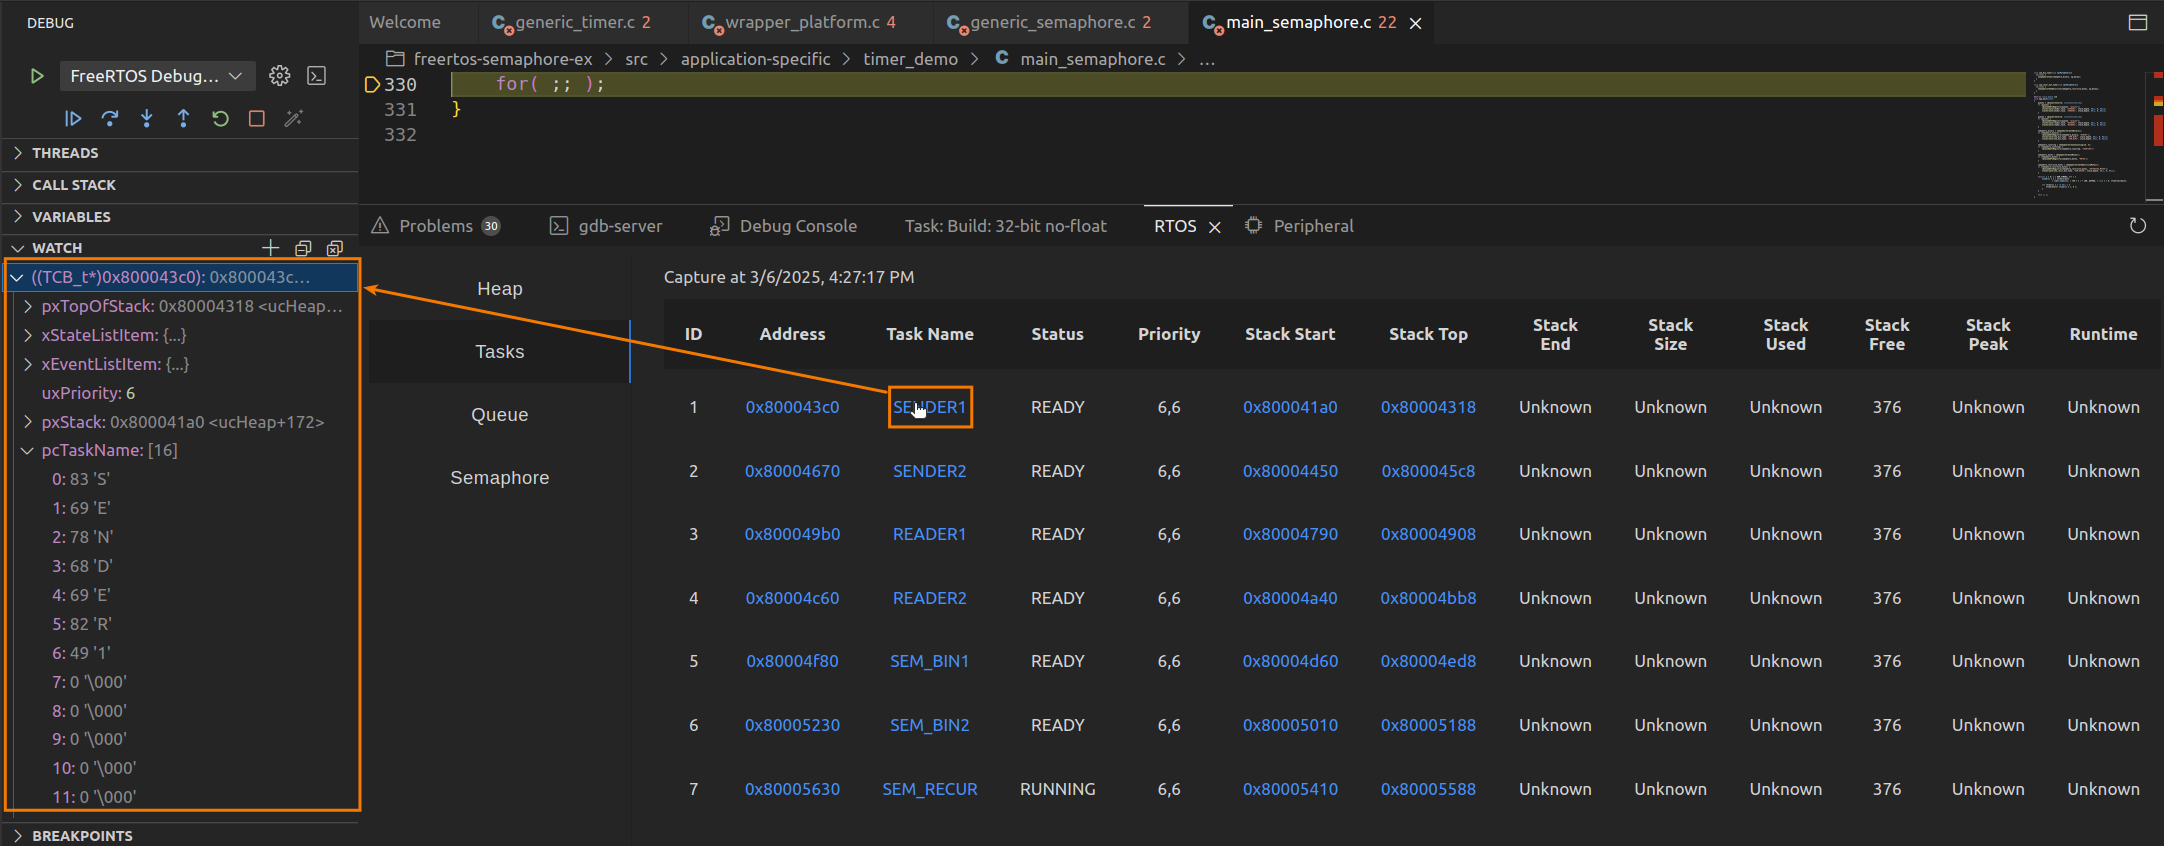 DEBUG
FreeRTOS Debug...
THREADS
CALL STACK
VARIABLES
WATCH
((TCB_t*)0x800043c0): 0x800043c...
pxTopOfStack: 0x80004318 <ucHeap...
xStateListItem: {...}
xEventListItem: {...}
uxPriority: 6
pxStack: 0x800041a0 <ucHeap+172>
pcTaskName: [16]
0: 83 'S'
1: 69 'E'
2: 78 'N'
3: 68 'D'
4: 69 'E'
5: 82 'R'
6: 49 '1'
7: 0 '\000'
8: 0 '\000'
9: 0 '\000'
10: 0 '\000'
11: 0 '\000'
BREAKPOINTS
Welcome C generic_timer.c 2 C wrapper_platform.c 4 C generic_semaphore.c 2 C main_semaphore.c 22
freertos-semaphore-ex > src > application-specific > timer_demo > C main_semaphore.c > ...
330 for( ;; );
331 }
332
Problems 30 gdb-server Debug Console Task: Build: 32-bit no-float RTOS Peripheral
Heap
Tasks
Queue
Semaphore
Capture at 3/6/2025, 4:27:17 PM
ID Address Task Name Status Priority Stack Start Stack Top Stack End Stack Size Stack Used Stack Free Stack Peak Runtime
1 0x800043c0 SENDER1 READY 6,6 0x800041a0 0x80004318 Unknown Unknown Unknown 376 Unknown Unknown
2 0x80004670 SENDER2 READY 6,6 0x80004450 0x800045c8 Unknown Unknown Unknown 376 Unknown Unknown
3 0x800049b0 READER1 READY 6,6 0x80004790 0x80004908 Unknown Unknown Unknown 376 Unknown Unknown
4 0x80004c60 READER2 READY 6,6 0x80004a40 0x80004bb8 Unknown Unknown Unknown 376 Unknown Unknown
5 0x80004f80 SEM_BIN1 READY 6,6 0x80004d60 0x80004ed8 Unknown Unknown Unknown 376 Unknown Unknown
6 0x80005230 SEM_BIN2 READY 6,6 0x80005010 0x80005188 Unknown Unknown Unknown 376 Unknown Unknown
7 0x80005630 SEM_RECUR RUNNING 6,6 0x80005410 0x80005588 Unknown Unknown Unknown 376 Unknown Unknown